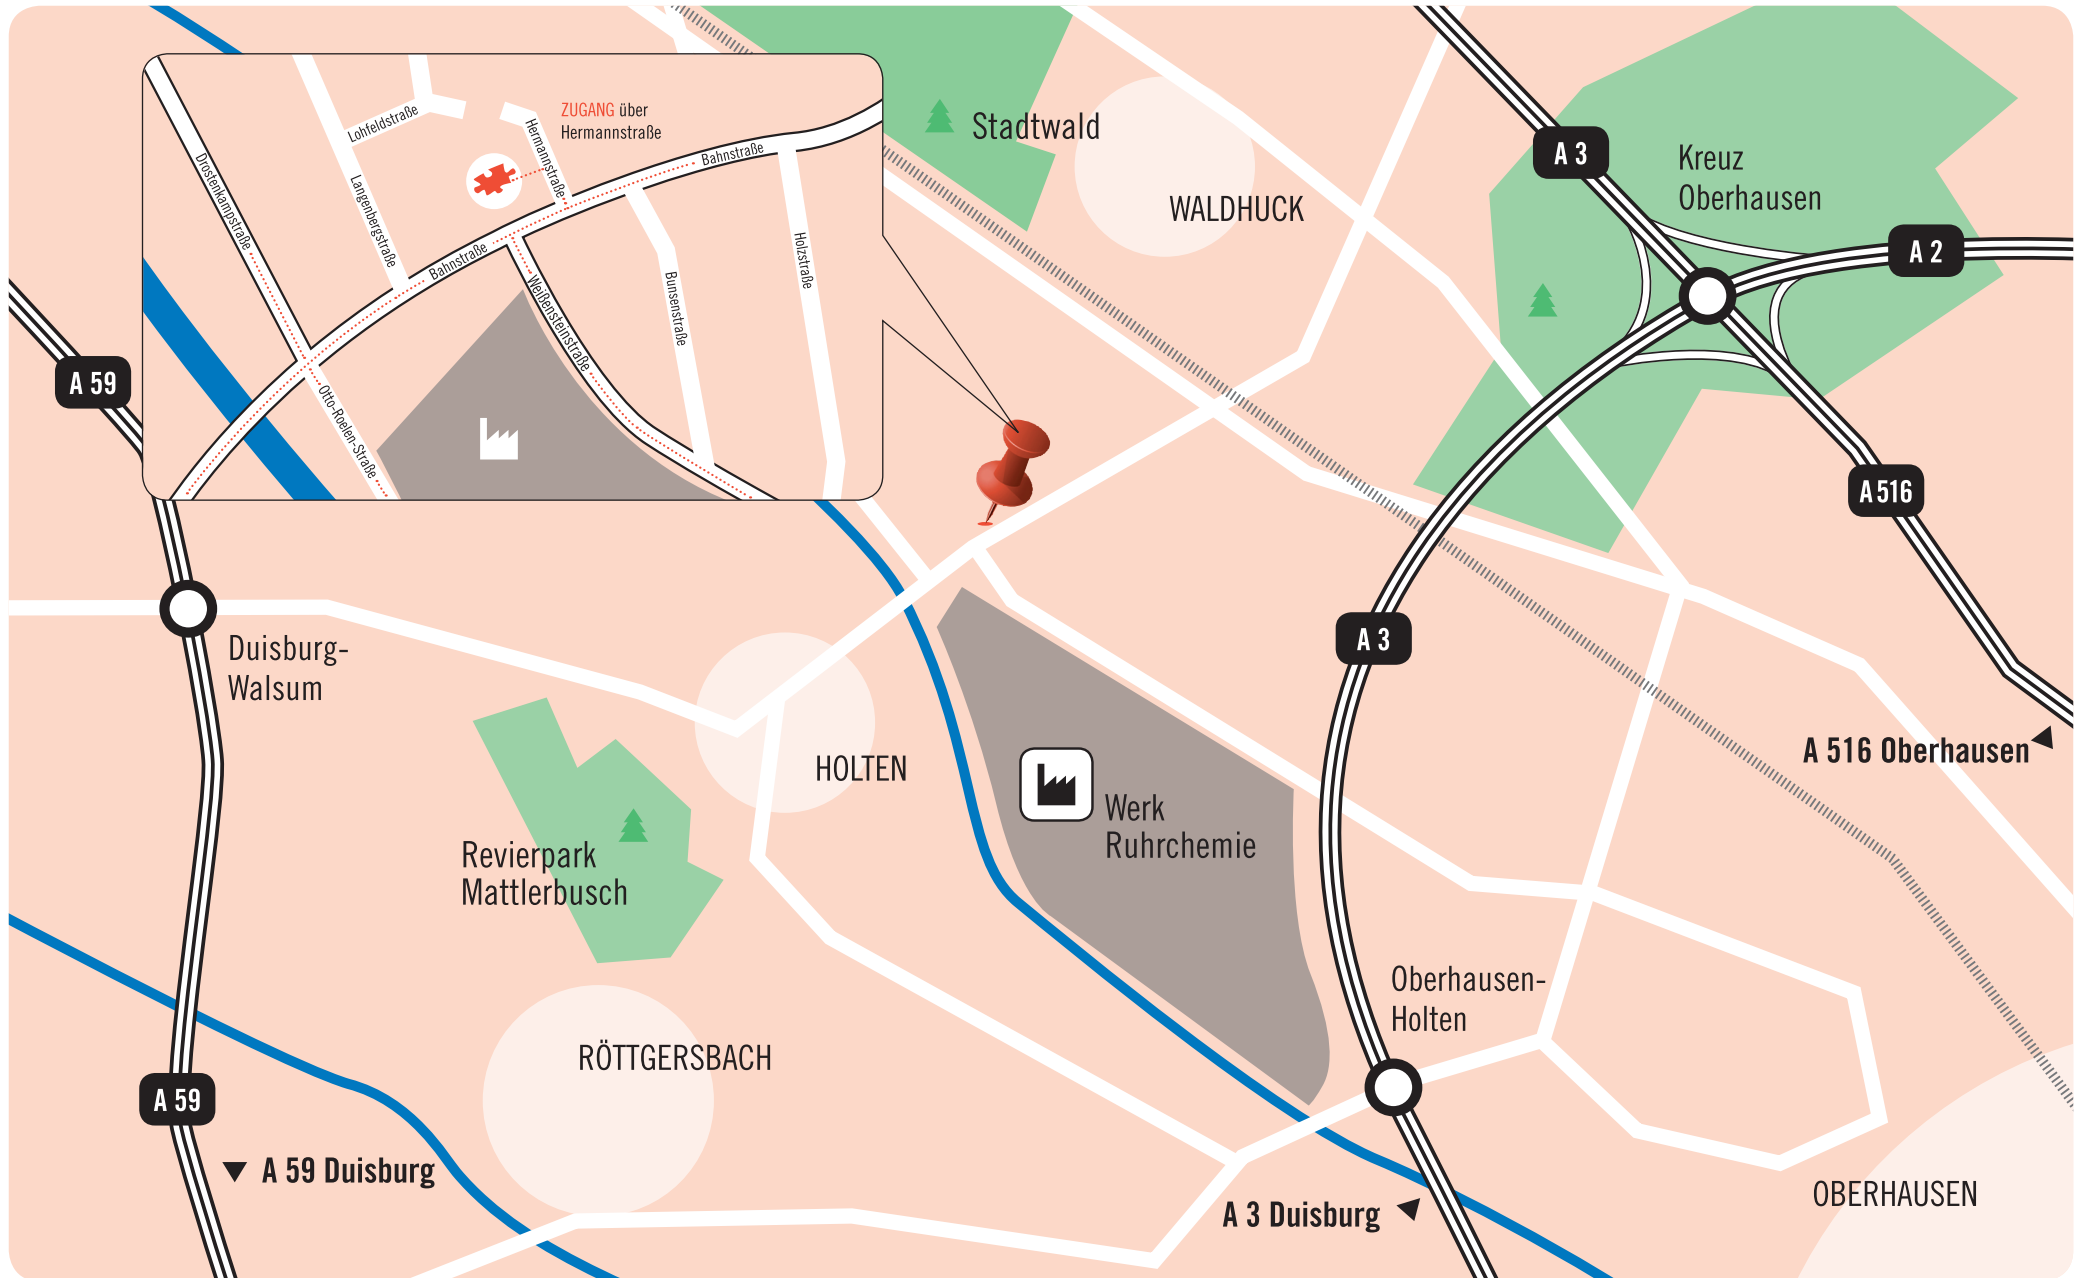 Lohfeldstraße
ZUGANG über
Hermannstraße
Hermannstraße
Drostenkampstraße
Langenbergstraße
Bahnstraße
Bahnstraße
Weißensteinstraße
Bunsenstraße
Holzstraße
Otto-Roelen-Straße
Stadtwald
WALDHUCK
A 3
Kreuz
Oberhausen
A 2
A 59
A 516
Duisburg-
Walsum
A 3
A 516 Oberhausen
HOLTEN
Werk
Ruhrchemie
Revierpark
Mattlerbusch
Oberhausen-
Holten
RÖTTGERSBACH
A 59
A 59 Duisburg
A 3 Duisburg
OBERHAUSEN